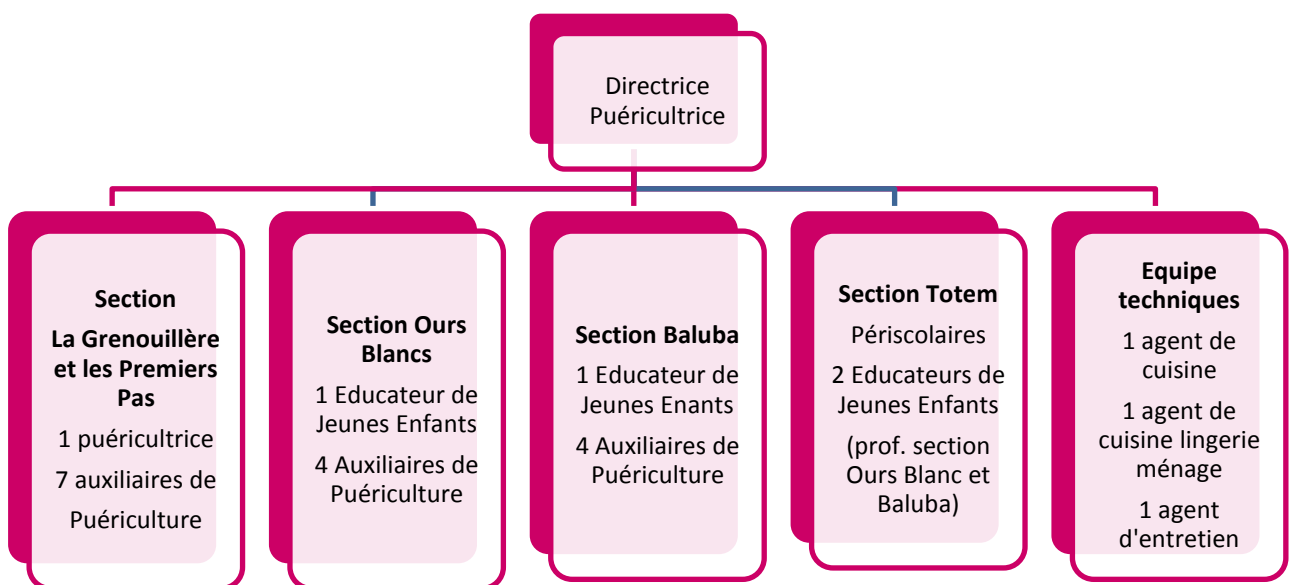 Directrice
Puéricultrice
Section
La Grenouillère
et les Premiers
Pas
1 puéricultrice
7 auxiliaires de
Puériculture
Section Ours
Blancs
1 Educateur de
Jeunes Enfants
4 Auxiliaires de
Puériculture
Section Baluba
1 Educateur de
Jeunes Enants
4 Auxiliaires de
Puériculture
Section Totem
Périscolaires
2 Educateurs de
Jeunes Enfants
(prof. section
Ours Blanc et
Baluba)
Equipe
techniques
1 agent de
cuisine
1 agent de
cuisine lingerie
ménage
1 agent
d'entretien